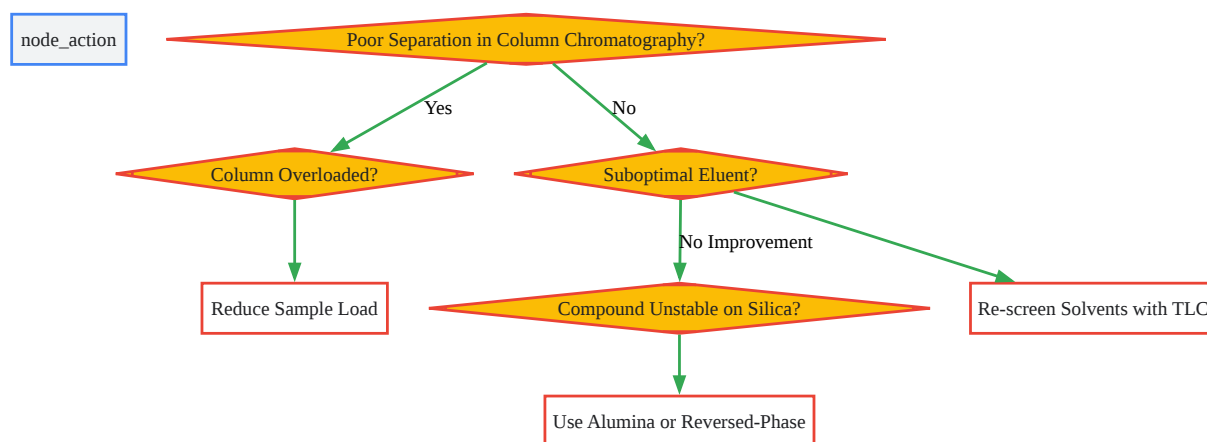 node_action
Poor Separation in Column Chromatography?
Yes
No
Column Overloaded?
Suboptimal Eluent?
No Improvement
Reduce Sample Load
Compound Unstable on Silica?
Re-screen Solvents with TLC
Use Alumina or Reversed-Phase